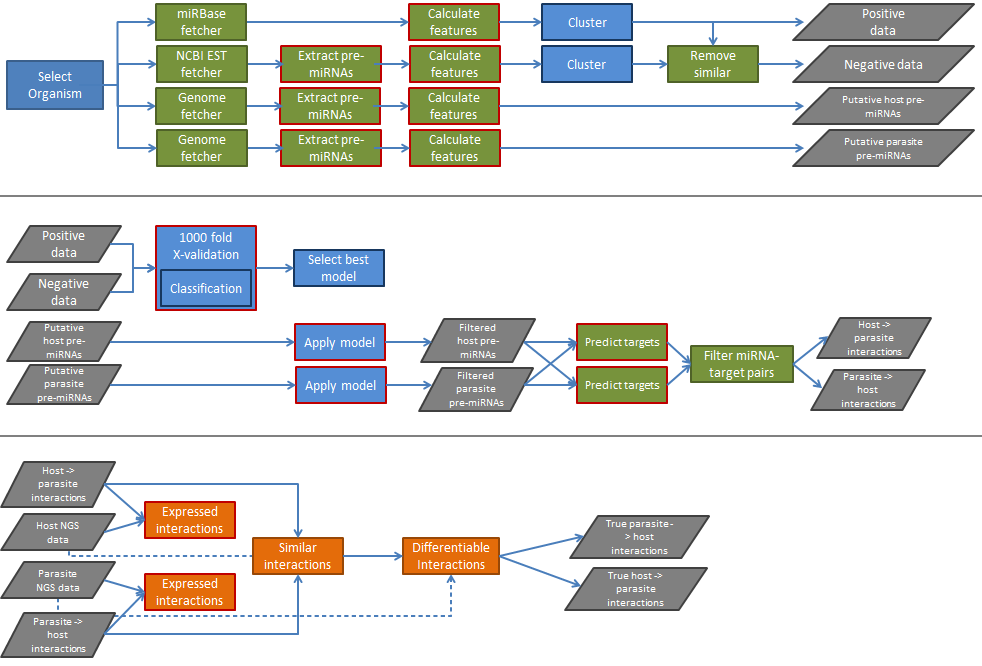 miRBase
fetcher
Calculate
features
Cluster
Positive
data
Select
Organism
NCBI EST
fetcher
Extract pre-
miRNAs
Calculate
features
Cluster
Remove
similar
Negative data
Genome
fetcher
Extract pre-
miRNAs
Calculate
features
Putative host pre-
miRNAs
Genome
fetcher
Extract pre-
miRNAs
Calculate
features
Putative parasite
pre-miRNAs
Positive
data
Negative
data
1000 fold
X-validation
Classification
Select best
model
Putative
host pre-
miRNAs
Apply model
Filtered
host pre-
miRNAs
Predict targets
Putative
parasite
pre-miRNAs
Apply model
Filtered
parasite
pre-miRNAs
Predict targets
Filter miRNA-
target pairs
Host ->
parasite
interactions
Parasite ->
host
interactions
Host ->
parasite
interactions
Host NGS
data
Expressed
interactions
Parasite
NGS data
Parasite ->
host
interactions
Expressed
interactions
Similar
interactions
Differentiable
Interactions
True parasite-
> host
interactions
True host ->
parasite
interactions